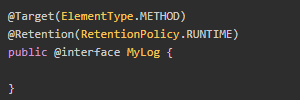 @Target(ElementType.METHOD)
@Retention(RetentionPolicy.RUNTIME)
public @interface MyLog {
}